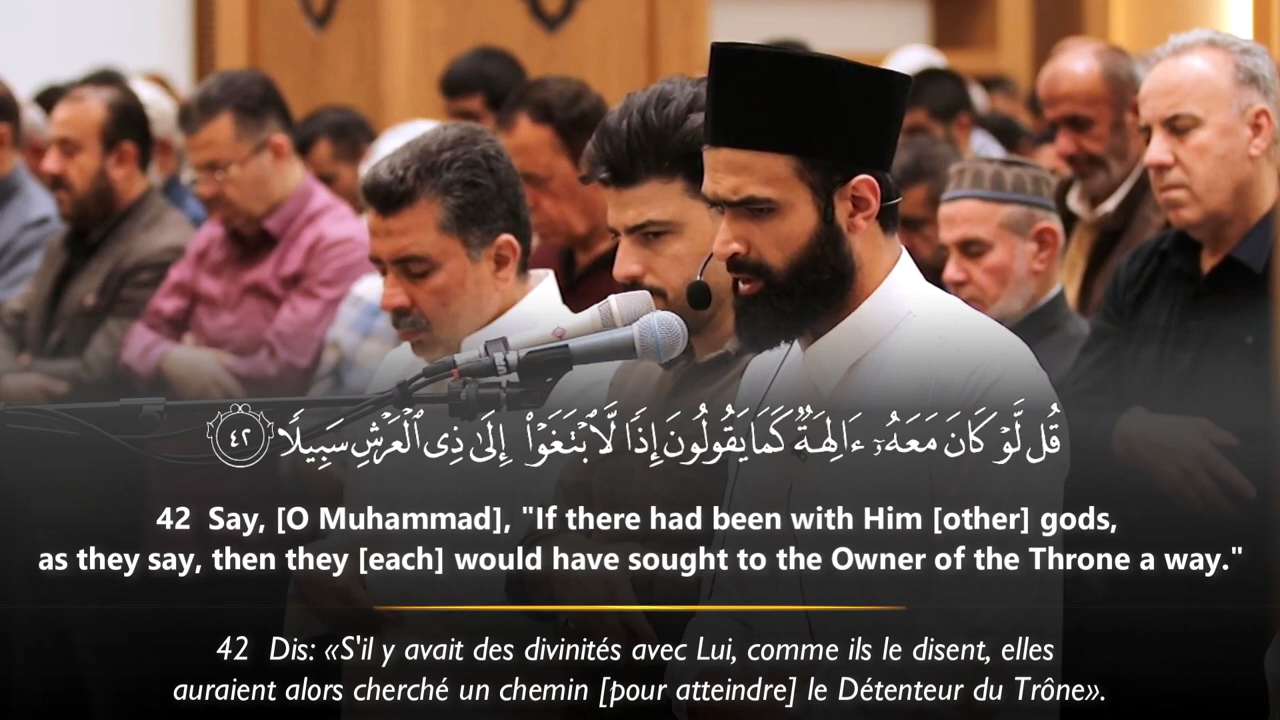 قُل لَّوْ كَانَ مَعَهُۥٓ ءَالِهَةٌۭ كَمَا يَقُولُونَ إِذًۭا لَّٱبْتَغَوْا۟ إِلَىٰ ذِى ٱلْعَرْشِ سَبِيلًۭا ٤٢
42 Say, [O Muhammad], "If there had been with Him [other] gods,
as they say, then they [each] would have sought to the Owner of the Throne a way."
42 Dis: «S'il y avait des divinités avec Lui, comme ils le disent, elles
auraient alors cherché un chemin [pour atteindre] le Détenteur du Trône».